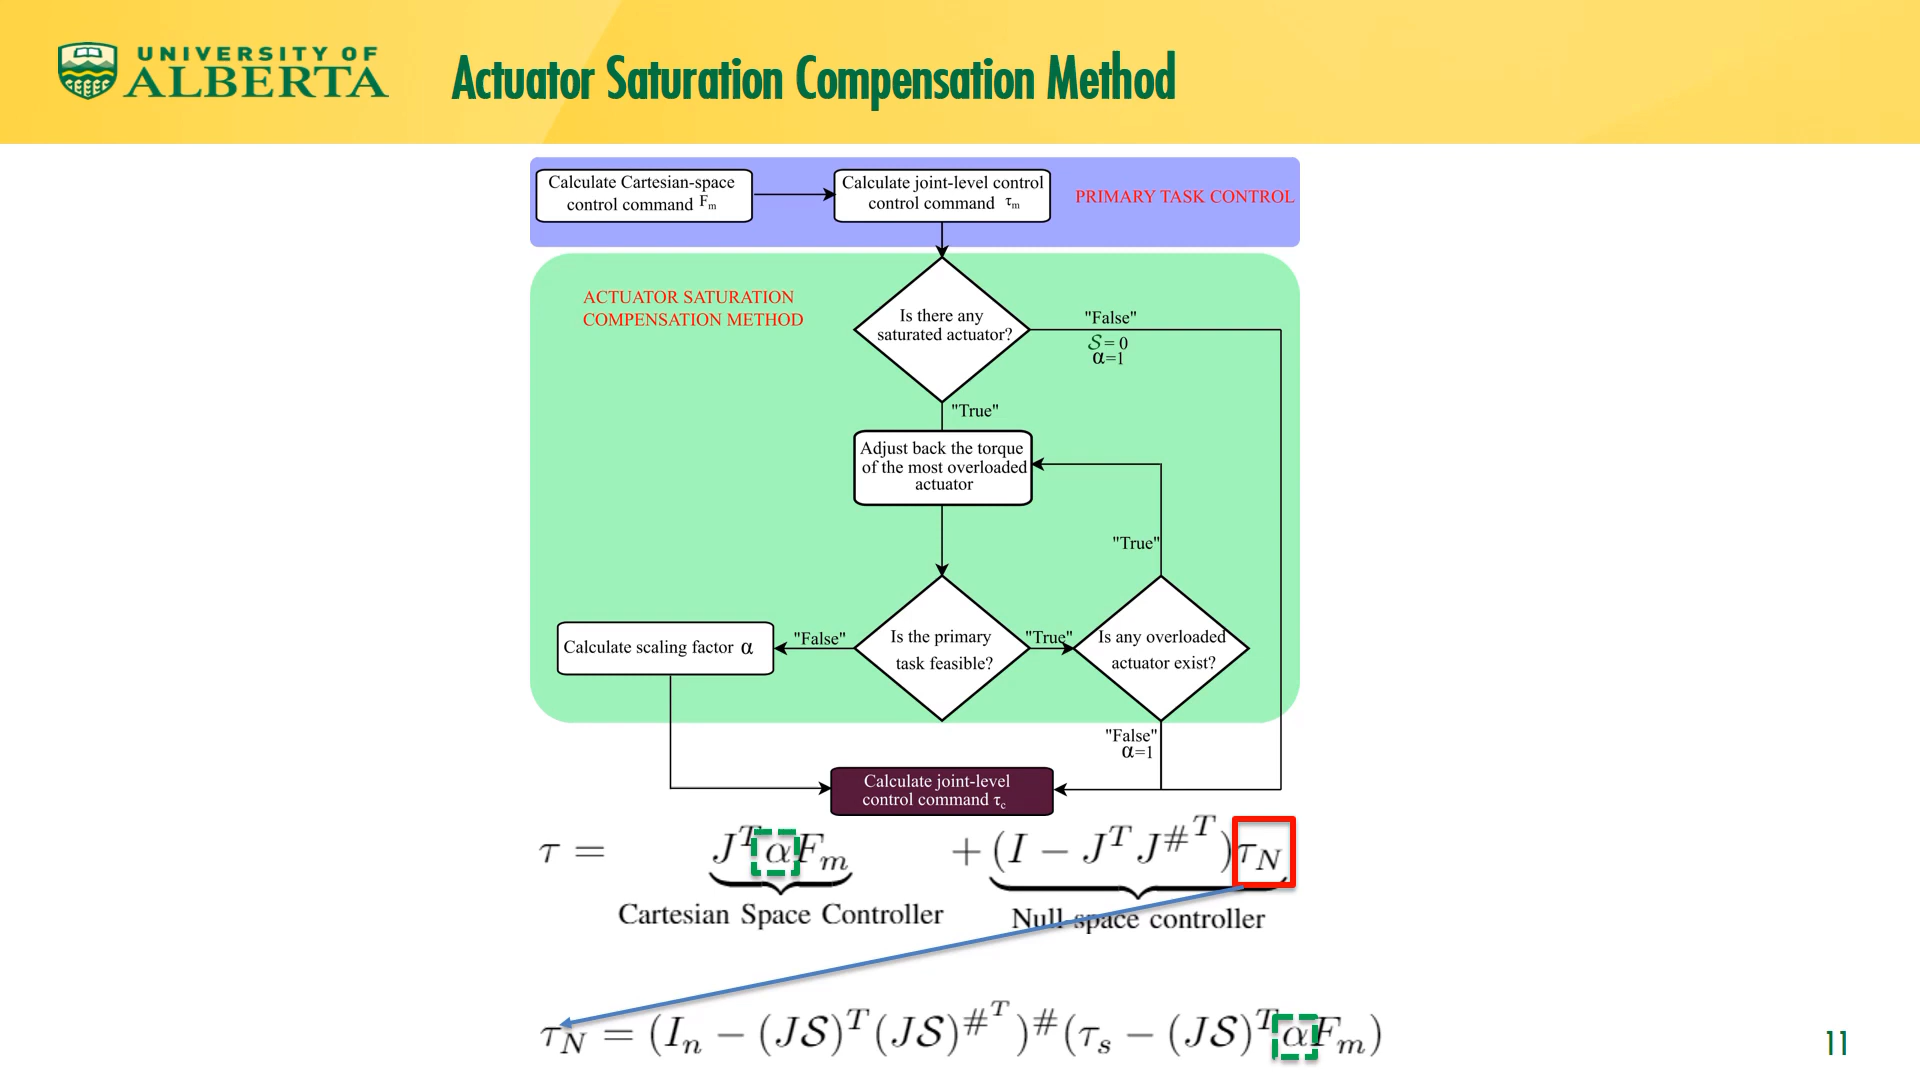 UNIVERSITY OF
ALBERTA
Actuator Saturation Compensation Method
Calculate Cartesian-space
control command Fₘ
Calculate joint-level control
control command τₘ
PRIMARY TASK CONTROL
ACTUATOR SATURATION
COMPENSATION METHOD
Is there any
saturated actuator?
"False"
𝒮 = 0
α=1
"True"
Adjust back the torque
of the most overloaded
actuator
"True"
Calculate scaling factor α
"False"
Is the primary
task feasible?
"True"
Is any overloaded
actuator exist?
"False"
α=1
Calculate joint-level
control command τ_c
τ = J^T αF_m + (I − J^T J^{#^T})τ_N
Cartesian Space Controller
Null-space controller
τ_N = (I_n − (J𝒮)^T (J𝒮)^{#^T})^# (τ_s − (J𝒮)^T αF_m)
11